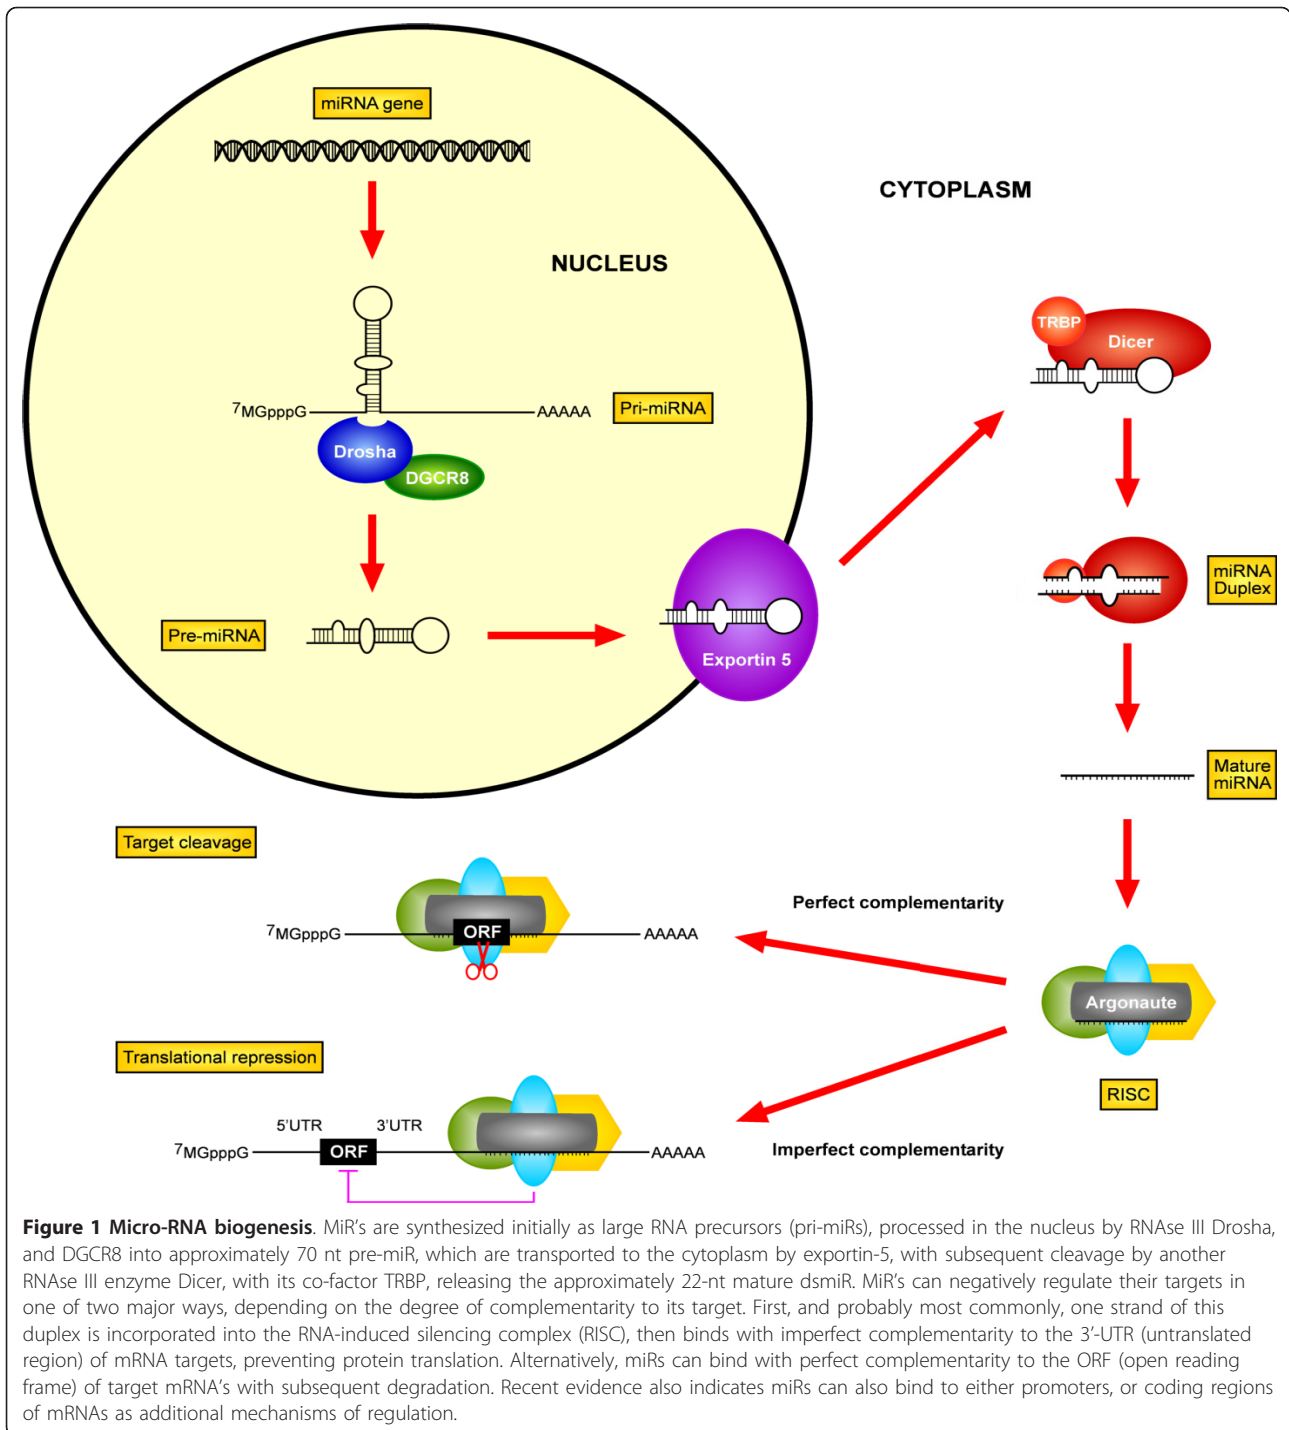 miRNA gene
CYTOPLASM
NUCLEUS
TRBP
Dicer
⁷MGpppG
AAAAA
Pri-miRNA
Drosha
DGCR8
miRNA
Duplex
Pre-miRNA
Exportin 5
Mature
miRNA
Target cleavage
Perfect complementarity
⁷MGpppG
ORF
AAAAA
Argonaute
Translational repression
RISC
5'UTR
3'UTR
⁷MGpppG
ORF
AAAAA
Imperfect complementarity
Figure 1 Micro-RNA biogenesis. MiR's are synthesized initially as large RNA precursors (pri-miRs), processed in the nucleus by RNAse III Drosha,
and DGCR8 into approximately 70 nt pre-miR, which are transported to the cytoplasm by exportin-5, with subsequent cleavage by another
RNAse III enzyme Dicer, with its co-factor TRBP, releasing the approximately 22-nt mature dsmiR. MiR's can negatively regulate their targets in
one of two major ways, depending on the degree of complementarity to its target. First, and probably most commonly, one strand of this
duplex is incorporated into the RNA-induced silencing complex (RISC), then binds with imperfect complementarity to the 3'-UTR (untranslated
region) of mRNA targets, preventing protein translation. Alternatively, miRs can bind with perfect complementarity to the ORF (open reading
frame) of target mRNA's with subsequent degradation. Recent evidence also indicates miRs can also bind to either promoters, or coding regions
of mRNAs as additional mechanisms of regulation.